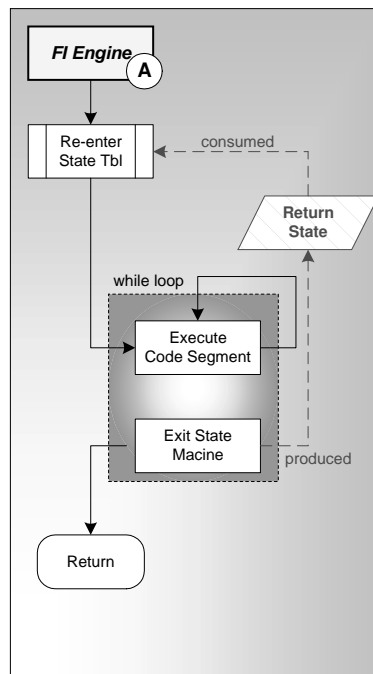 FI Engine
A
Re-enter
State Tbl
consumed
Return
State
while loop
Execute
Code Segment
Exit State
Macine
produced
Return